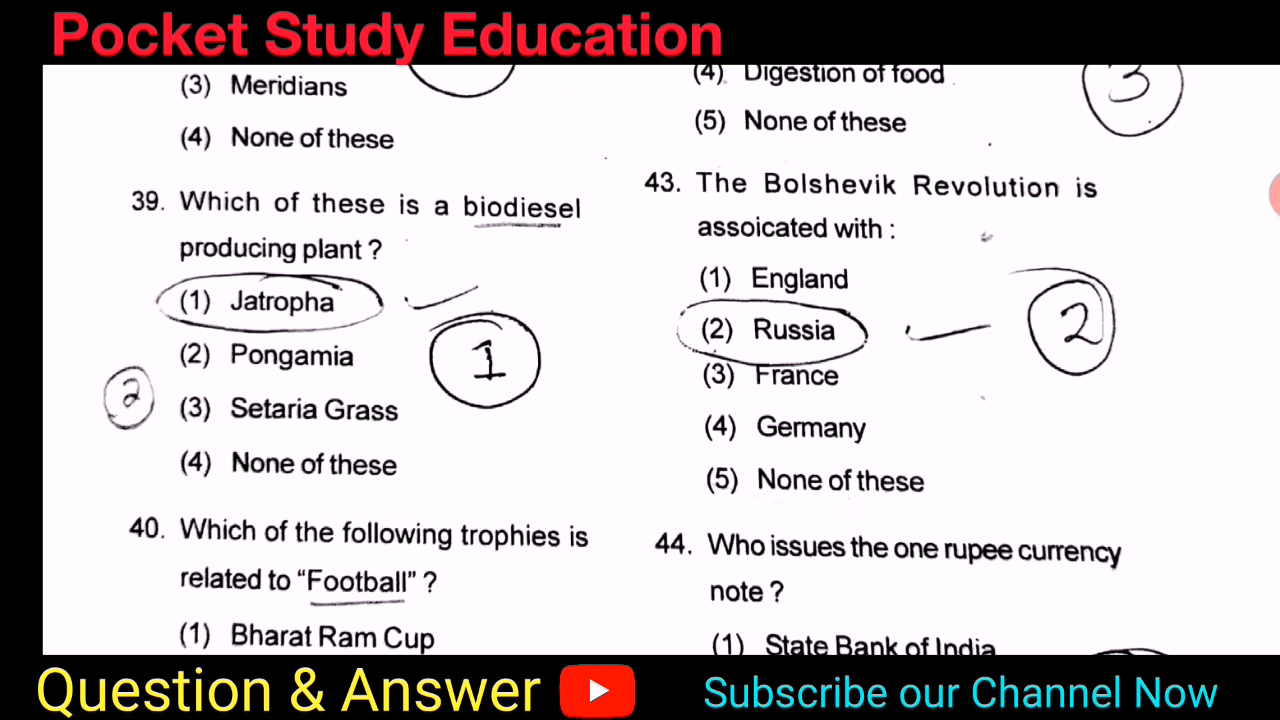 Pocket Study Education
(3) Meridians
(4) None of these
39. Which of these is a biodiesel
producing plant ?
(1) Jatropha
1
(2) Pongamia
2
(3) Setaria Grass
(4) None of these
40. Which of the following trophies is
related to “Football” ?
(1) Bharat Ram Cup
(4) Digestion of food
3
(5) None of these
43. The Bolshevik Revolution is
assoicated with :
(1) England
(2) Russia
2
(3) France
(4) Germany
(5) None of these
44. Who issues the one rupee currency
note ?
(1) State Bank of India
Question & Answer
Subscribe our Channel Now